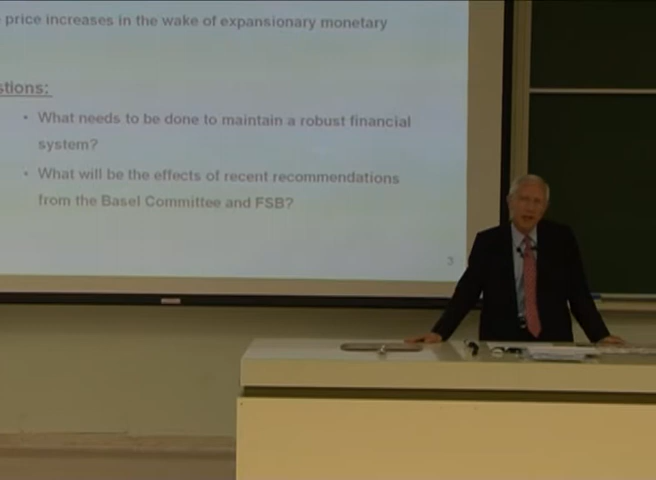 price increases in the wake of expansionary monetary
stions:
• What needs to be done to maintain a robust financial
system?
• What will be the effects of recent recommendations
from the Basel Committee and FSB?
3